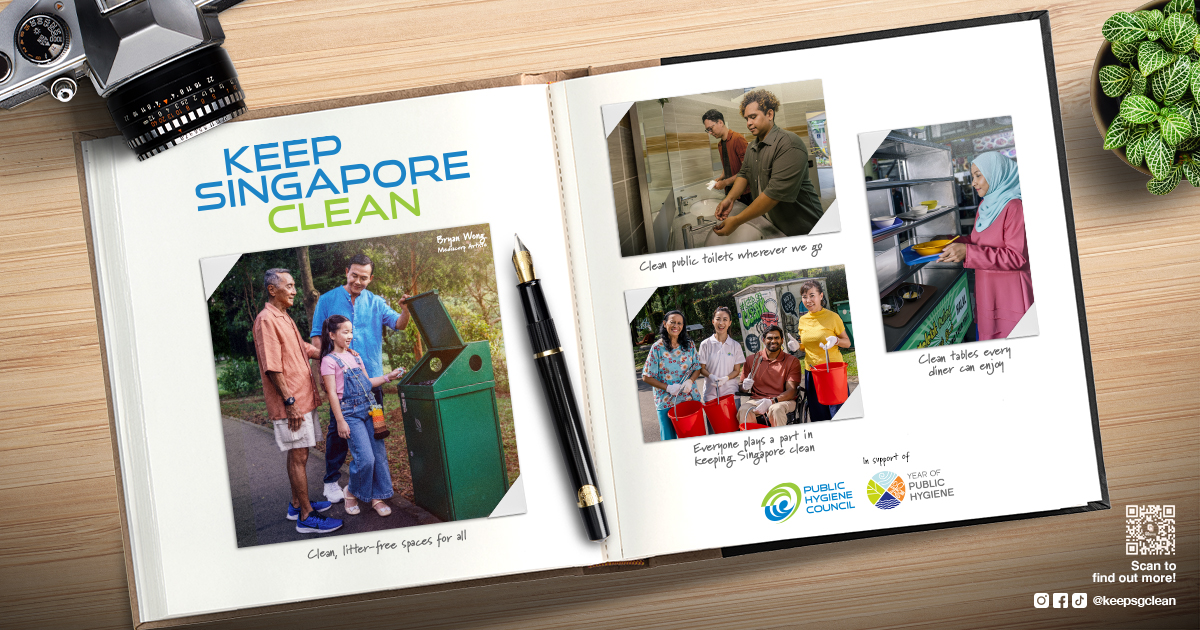 KEEP
SINGAPORE
CLEAN
Bryan Wong,
Mediacorp Artiste
Clean, litter-free spaces for all
Clean public toilets wherever we go
Everyone plays a part in
keeping Singapore clean
Clean tables every
diner can enjoy
In support of
PUBLIC
HYGIENE
COUNCIL
YEAR OF
PUBLIC
HYGIENE
Scan to
find out more!
@keepsgclean